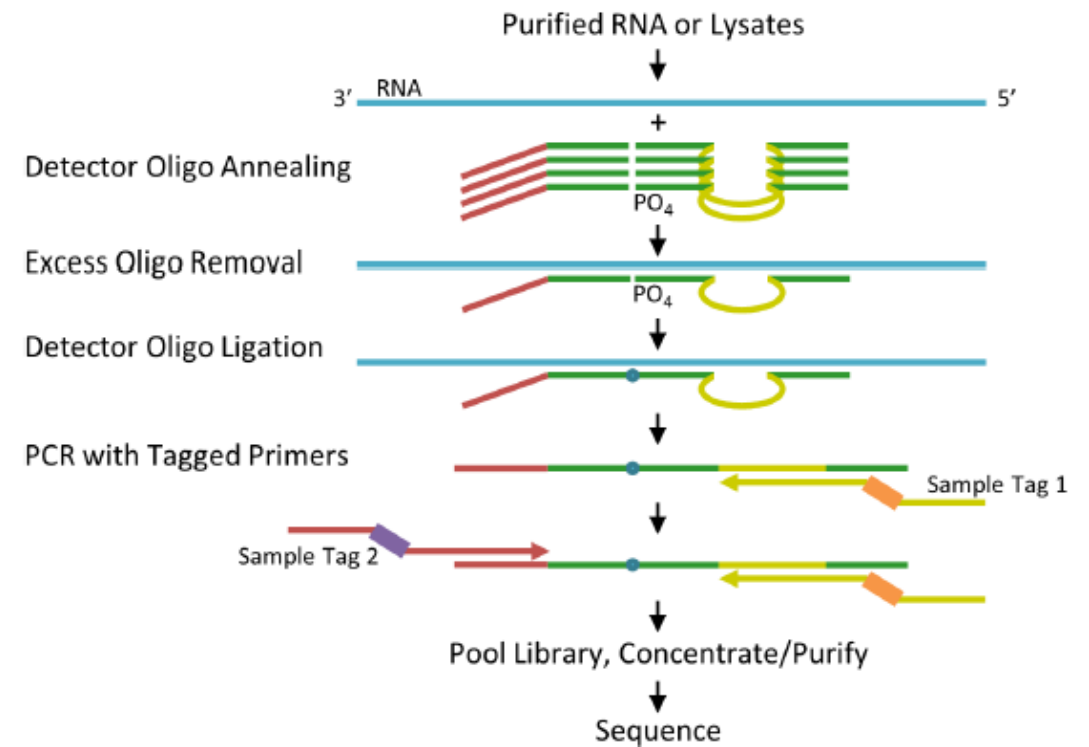 Purified RNA or Lysates
3’ RNA 5’
+
Detector Oligo Annealing
PO₄
Excess Oligo Removal
PO₄
Detector Oligo Ligation
PCR with Tagged Primers
Sample Tag 1
Sample Tag 2
Pool Library, Concentrate/Purify
Sequence